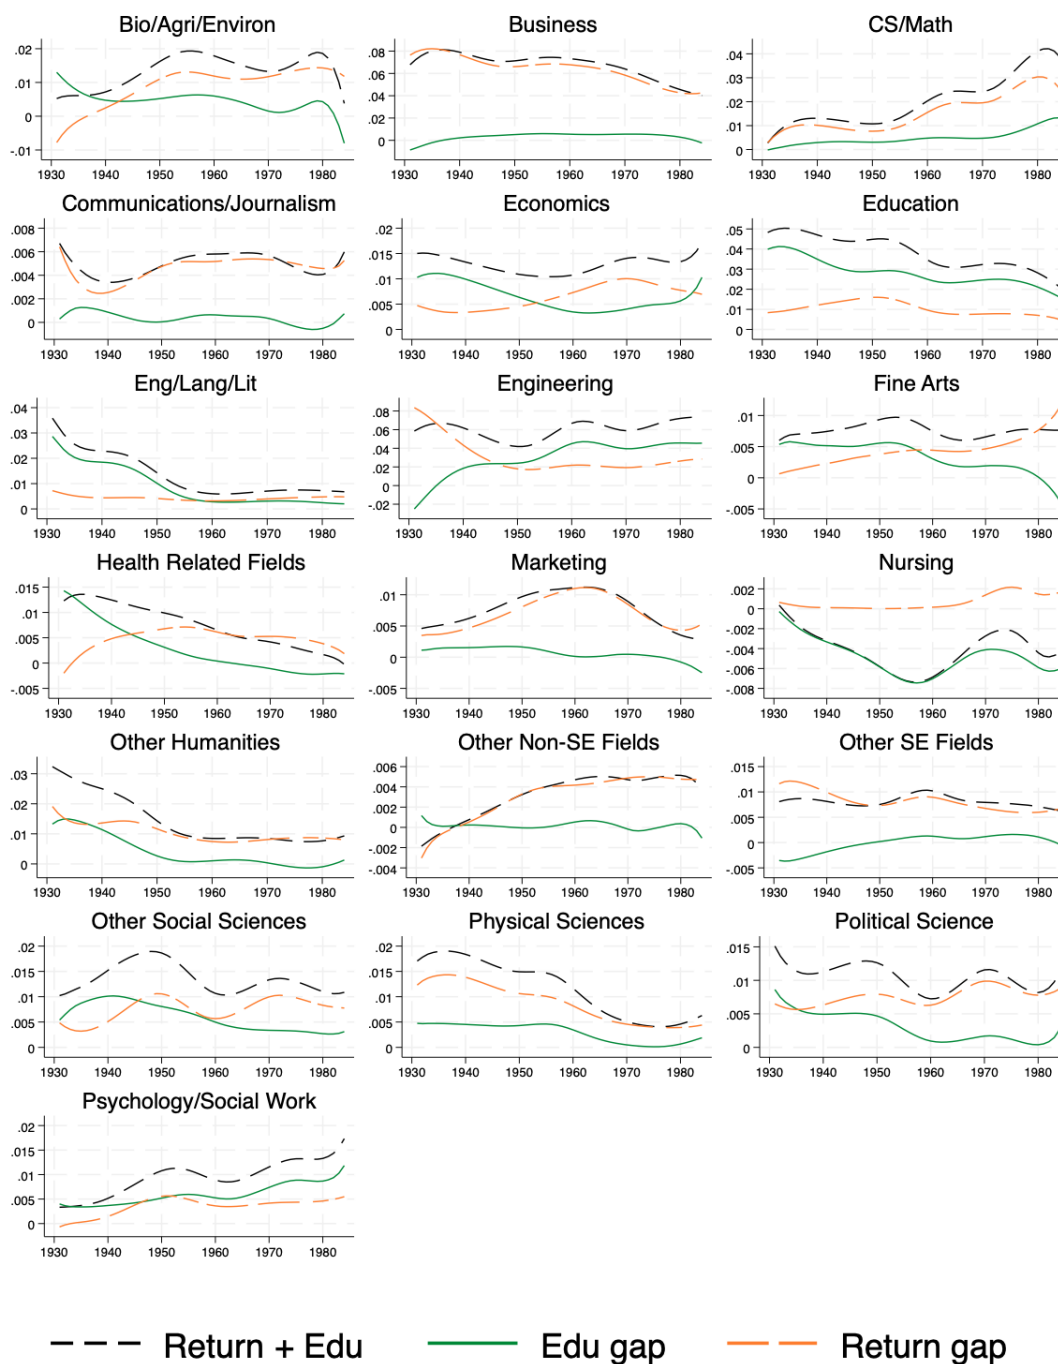 Bio/Agri/Environ Business CS/Math
.02 .01 0 -.01
.08 .06 .04 .02 0
.04 .03 .02 .01 0
1930 1940 1950 1960 1970 1980 1930 1940 1950 1960 1970 1980 1930 1940 1950 1960 1970 1980
Communications/Journalism Economics Education
.008 .006 .004 .002 0
.02 .015 .010 .005 0
.05 .04 .03 .02 .01 0
1930 1940 1950 1960 1970 1980 1930 1940 1950 1960 1970 1980 1930 1940 1950 1960 1970 1980
Eng/Lang/Lit Engineering Fine Arts
.04 .03 .02 .01 0
.08 .06 .04 .02 0 -.02
.01 .005 0 -.005
1930 1940 1950 1960 1970 1980 1930 1940 1950 1960 1970 1980 1930 1940 1950 1960 1970 1980
Health Related Fields Marketing Nursing
.015 .01 .005 0 -.005
.01 .005 0 -.005
.002 0 -.002 -.004 -.006 -.008
1930 1940 1950 1960 1970 1980 1930 1940 1950 1960 1970 1980 1930 1940 1950 1960 1970 1980
Other Humanities Other Non-SE Fields Other SE Fields
.03 .02 .01 0
.006 .004 .002 0 -.002 -.004
.015 .01 .005 0 -.005
1930 1940 1950 1960 1970 1980 1930 1940 1950 1960 1970 1980 1930 1940 1950 1960 1970 1980
Other Social Sciences Physical Sciences Political Science
.02 .015 .01 .005 0
.02 .015 .01 .005 0
.015 .01 .005 0
1930 1940 1950 1960 1970 1980 1930 1940 1950 1960 1970 1980 1930 1940 1950 1960 1970 1980
Psychology/Social Work
.02 .015 .01 .005 0
1930 1940 1950 1960 1970 1980
Return + Edu Edu gap Return gap